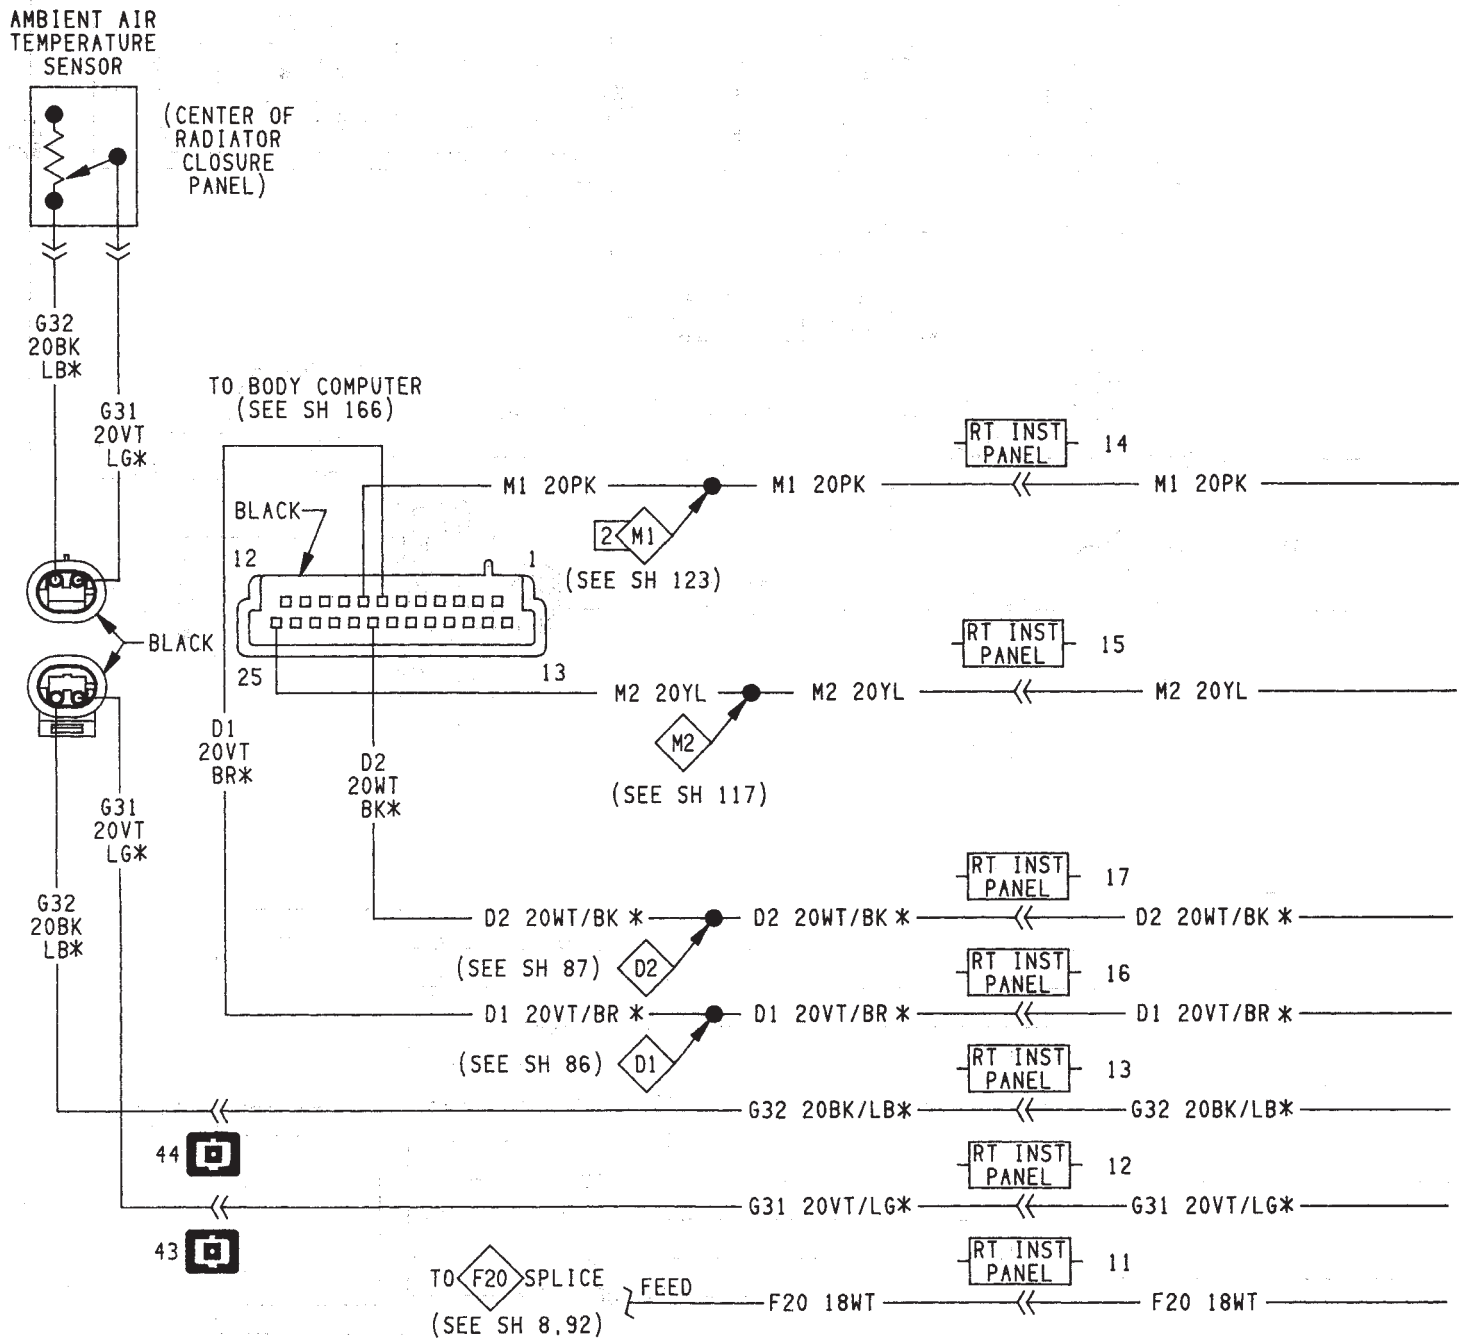 AMBIENT AIR
TEMPERATURE
SENSOR
(CENTER OF
RADIATOR
CLOSURE
PANEL)
G32
20BK
LB*
G31
20VT
LG*
TO BODY COMPUTER
(SEE SH 166)
BLACK
12
1
25
13
BLACK
M1 20PK
M1 20PK
RT INST
PANEL
14
M1 20PK
2
M1
(SEE SH 123)
M2 20YL
M2 20YL
RT INST
PANEL
15
M2 20YL
M2
(SEE SH 117)
D1
20VT
BR*
D2
20WT
BK*
G31
20VT
LG*
G32
20BK
LB*
RT INST
PANEL
17
D2 20WT/BK *
D2 20WT/BK *
D2 20WT/BK *
(SEE SH 87)
D2
RT INST
PANEL
16
D1 20VT/BR *
D1 20VT/BR *
D1 20VT/BR *
(SEE SH 86)
D1
RT INST
PANEL
13
G32 20BK/LB*
G32 20BK/LB*
44
RT INST
PANEL
12
G31 20VT/LG*
G31 20VT/LG*
43
RT INST
PANEL
11
TO F20 SPLICE
(SEE SH 8,92)
FEED
F20 18WT
F20 18WT